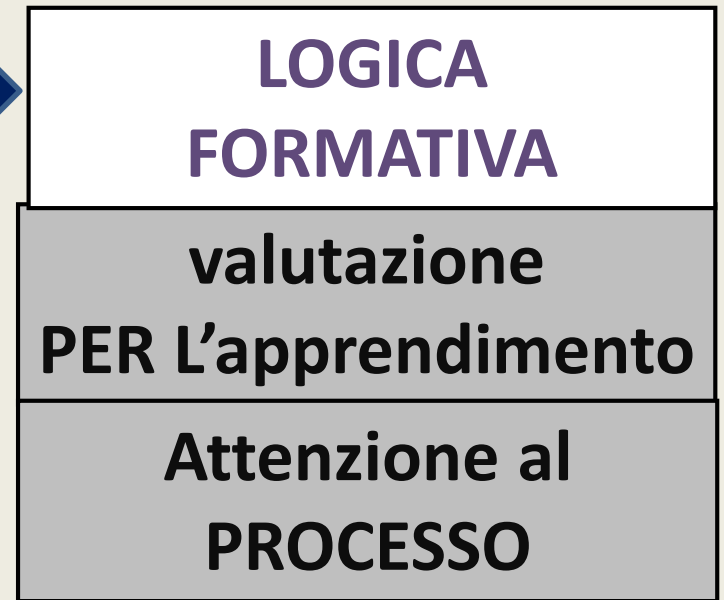 LOGICA
FORMATIVA
valutazione
PER L’apprendimento
Attenzione al
PROCESSO